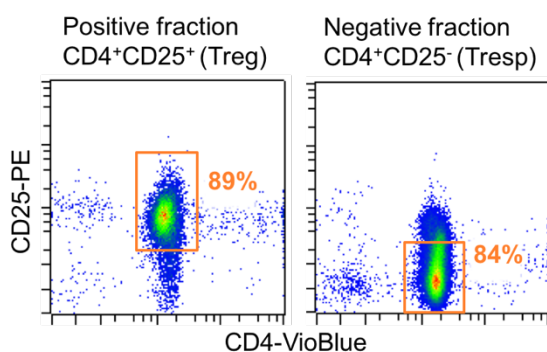 Positive fraction
CD4⁺CD25⁺ (Treg)
Negative fraction
CD4⁺CD25⁻ (Tresp)
CD25-PE
89%
84%
CD4-VioBlue